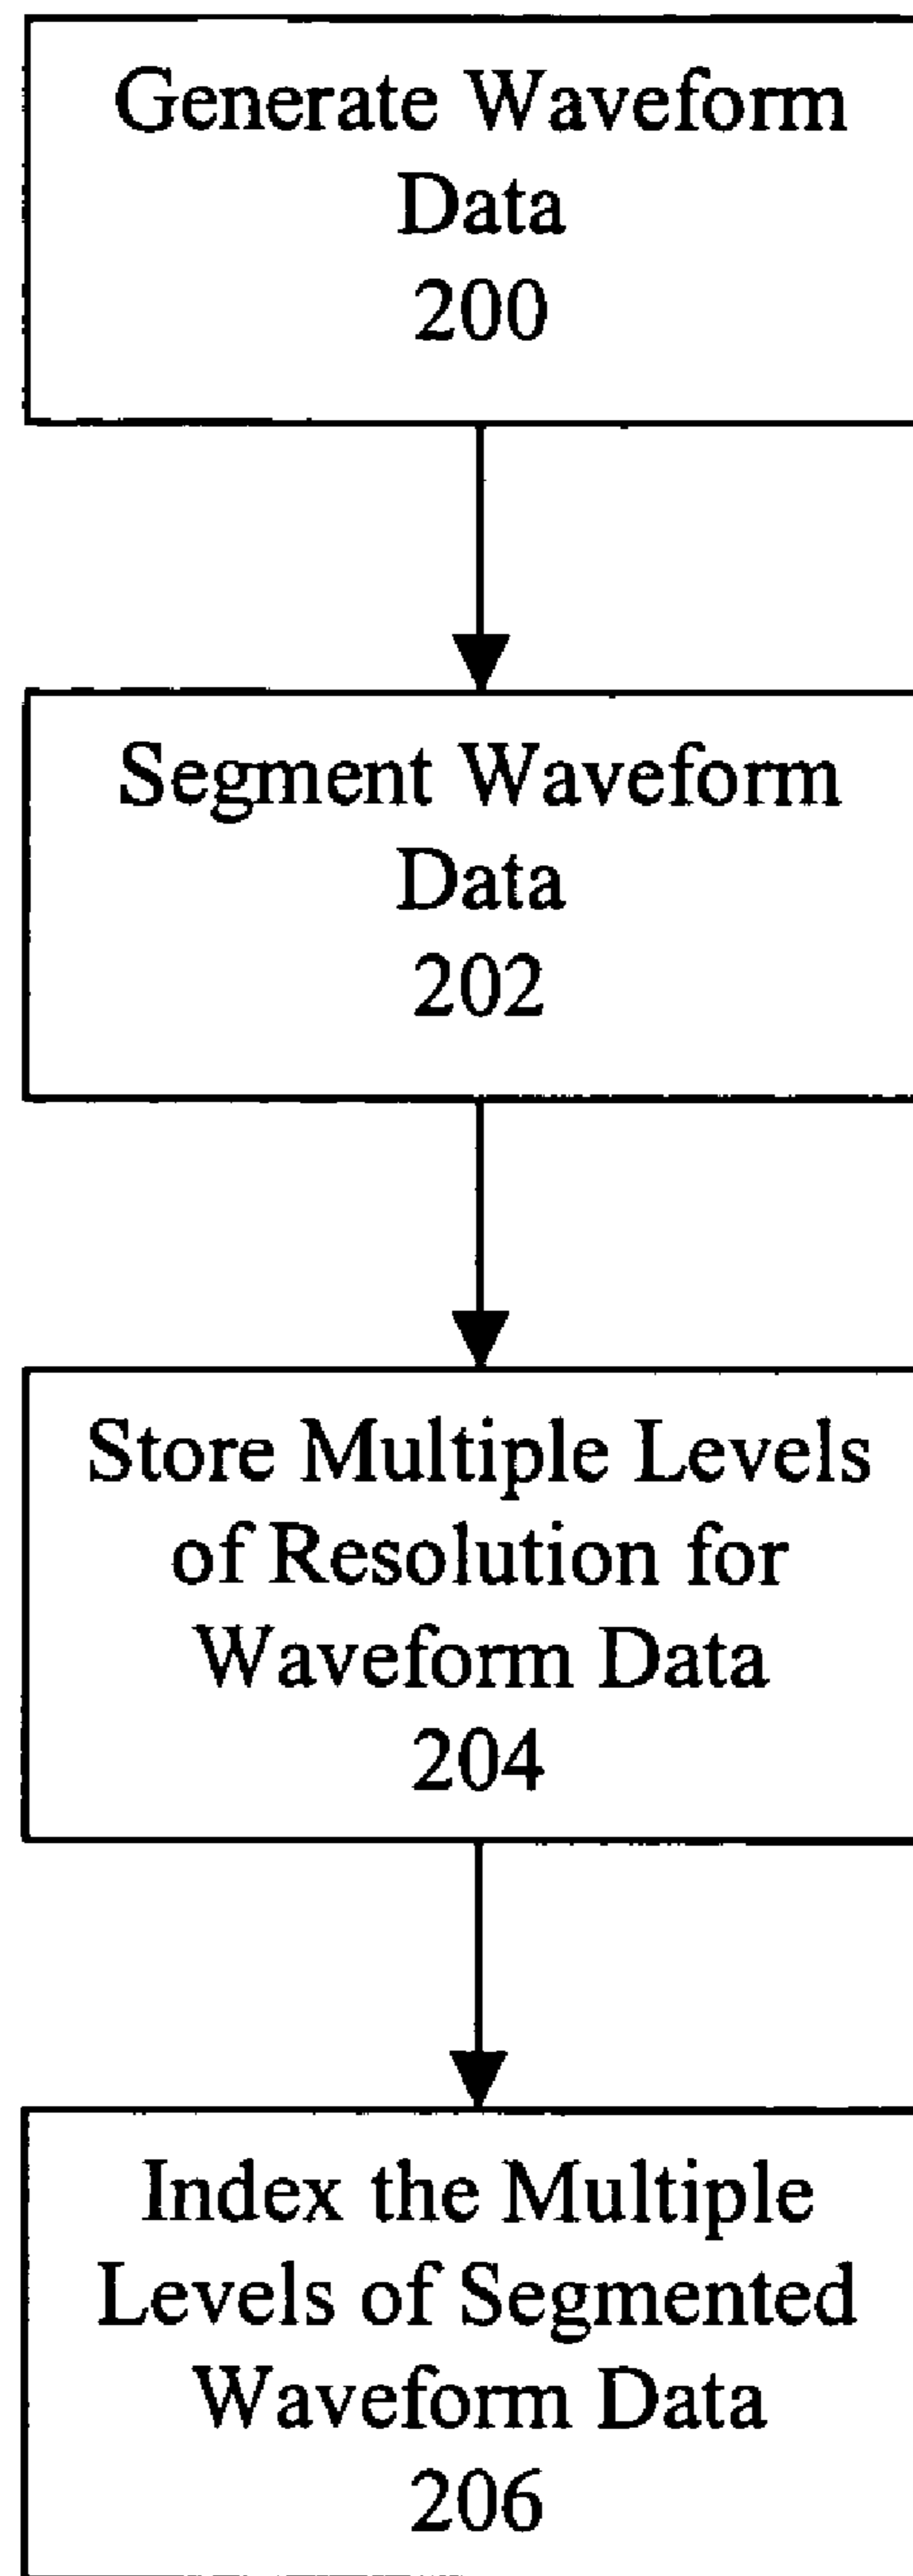 Generate Waveform
Data
200
Segment Waveform
Data
202
Store Multiple Levels
of Resolution for
Waveform Data
204
Index the Multiple
Levels of Segmented
Waveform Data
206